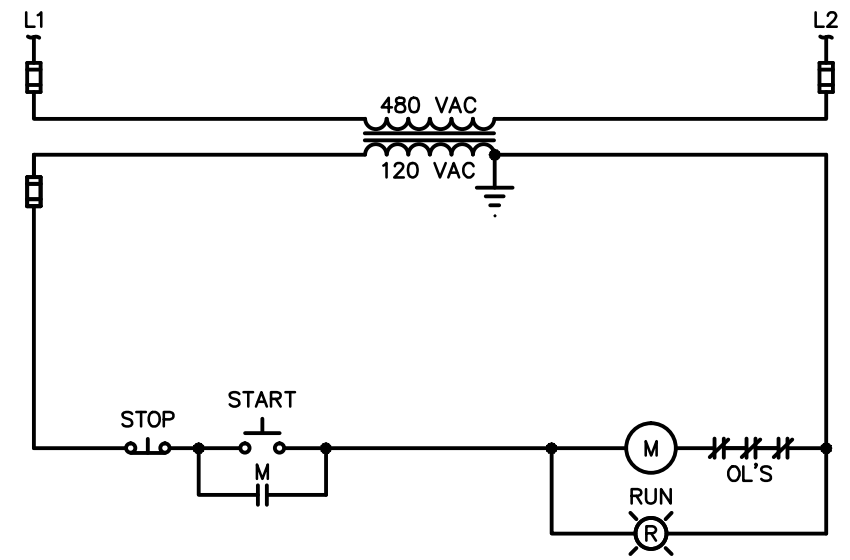 L1 L2
480 VAC
120 VAC
START
STOP
M
M
OL'S
RUN
R